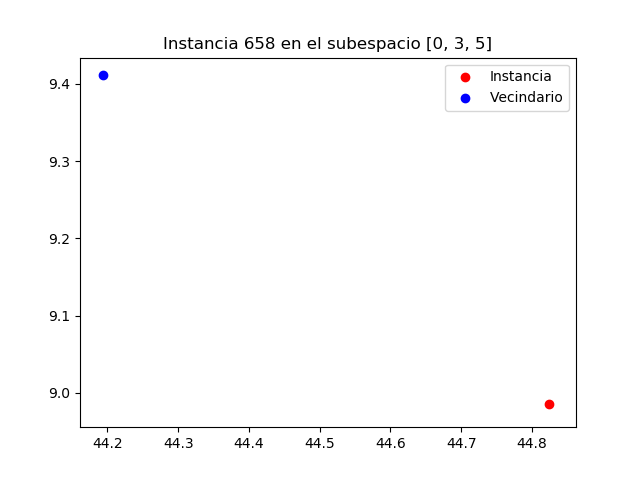 Instancia 658 en el subespacio [0, 3, 5]
Instancia
Vecindario
9.4
9.3
9.2
9.1
9.0
44.2 44.3 44.4 44.5 44.6 44.7 44.8